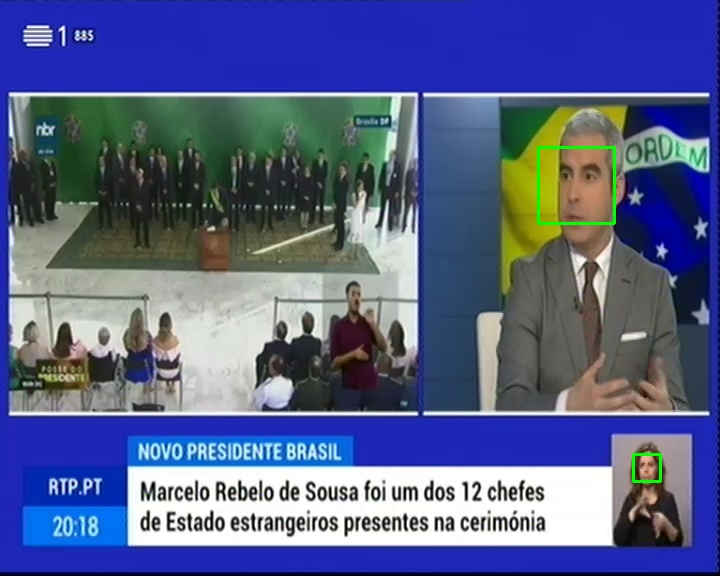 1 885
nbr
Brasília DF
ORDEM
POSSE DO
PRESIDENTE
NOVO PRESIDENTE BRASIL
RTP.PT
Marcelo Rebelo de Sousa foi um dos 12 chefes
20:18
de Estado estrangeiros presentes na cerimónia